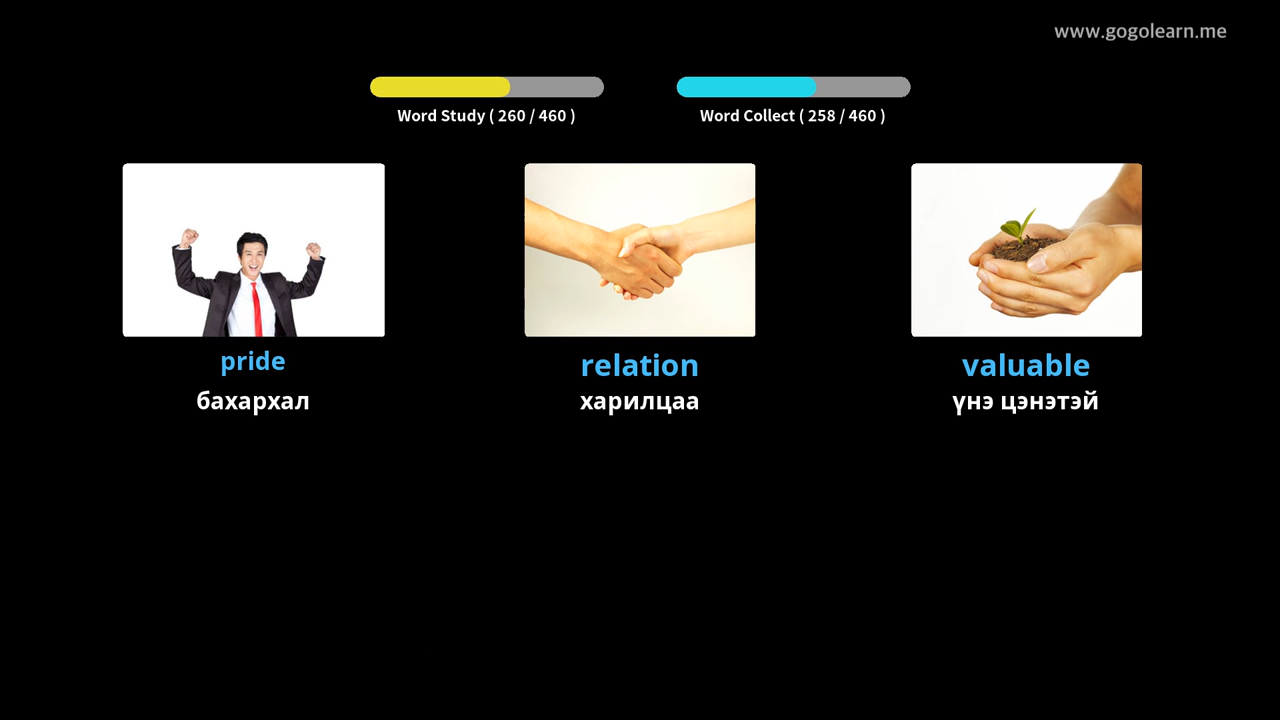 www.gogolearn.me
Word Study ( 260 / 460 )
Word Collect ( 258 / 460 )
pride
бахархал
relation
харилцаа
valuable
үнэ цэнэтэй